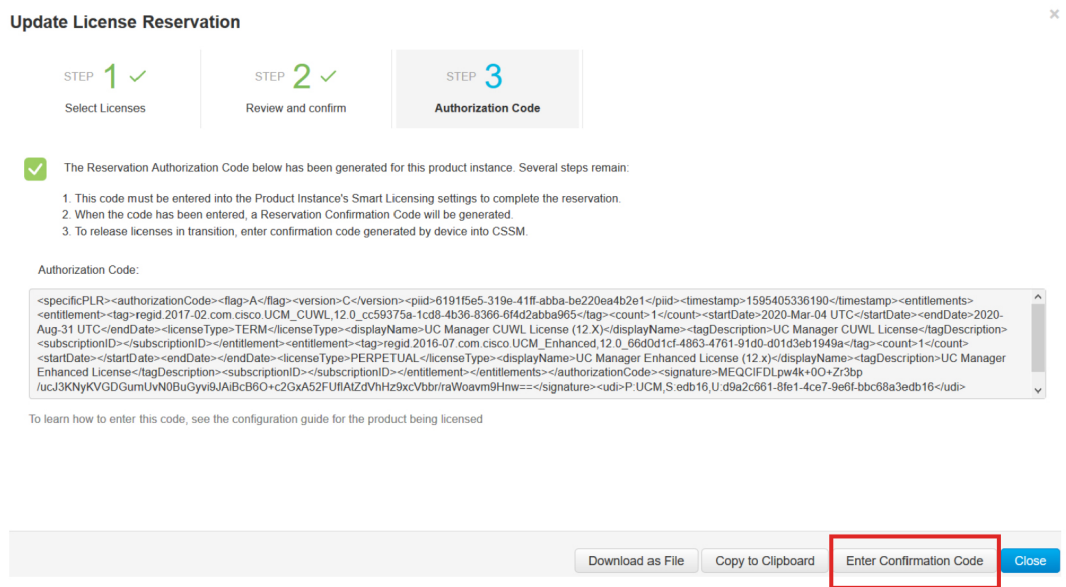 Update License Reservation
STEP 1
Select Licenses
STEP 2
Review and confirm
STEP 3
Authorization Code
The Reservation Authorization Code below has been generated for this product instance. Several steps remain:
1. This code must be entered into the Product Instance's Smart Licensing settings to complete the reservation.
2. When the code has been entered, a Reservation Confirmation Code will be generated.
3. To release licenses in transition, enter confirmation code generated by device into CSSM.
Authorization Code:
<specificPLR><authorizationCode><flag>A</flag><version>C</version><piid>6191f5e5-319e-41ff-abba-be220ea4b2e1</piid><timestamp>1595405336190</timestamp><entitlements>
<entitlement><tag>regid.2017-02.com.cisco.UCM_CUWL,12.0_cc59375a-1cd8-4b36-8366-6f4d2abba965</tag><count>1</count><startDate>2020-Mar-04 UTC</startDate><endDate>2020-
Aug-31 UTC</endDate><licenseType>TERM</licenseType><displayName>UC Manager CUWL License (12.X)</displayName><tagDescription>UC Manager CUWL License</tagDescription>
<subscriptionID></subscriptionID></entitlement><entitlement><tag>regid.2016-07.com.cisco.UCM_Enhanced,12.0_66d0d1cf-4863-4761-91d0-d01d3eb1949a</tag><count>1</count>
<startDate></startDate><endDate></endDate><licenseType>PERPETUAL</licenseType><displayName>UC Manager Enhanced License (12.x)</displayName><tagDescription>UC Manager
Enhanced License</tagDescription><subscriptionID></subscriptionID></entitlement></entitlements></authorizationCode><signature>MEQCIFDLpw4k+0O+Zr3bp
/ucJ3KNyKVGDGumUvN0BuGyvi9JAiBcB6O+c2GxA52FUflAtZdVhHz9xcVbbr/raWoavm9Hnw==</signature><udi>P:UCM,S:edb16,U:d9a2c661-8fe1-4ce7-9e6f-bbc68a3edb16</udi>
To learn how to enter this code, see the configuration guide for the product being licensed
Download as File
Copy to Clipboard
Enter Confirmation Code
Close